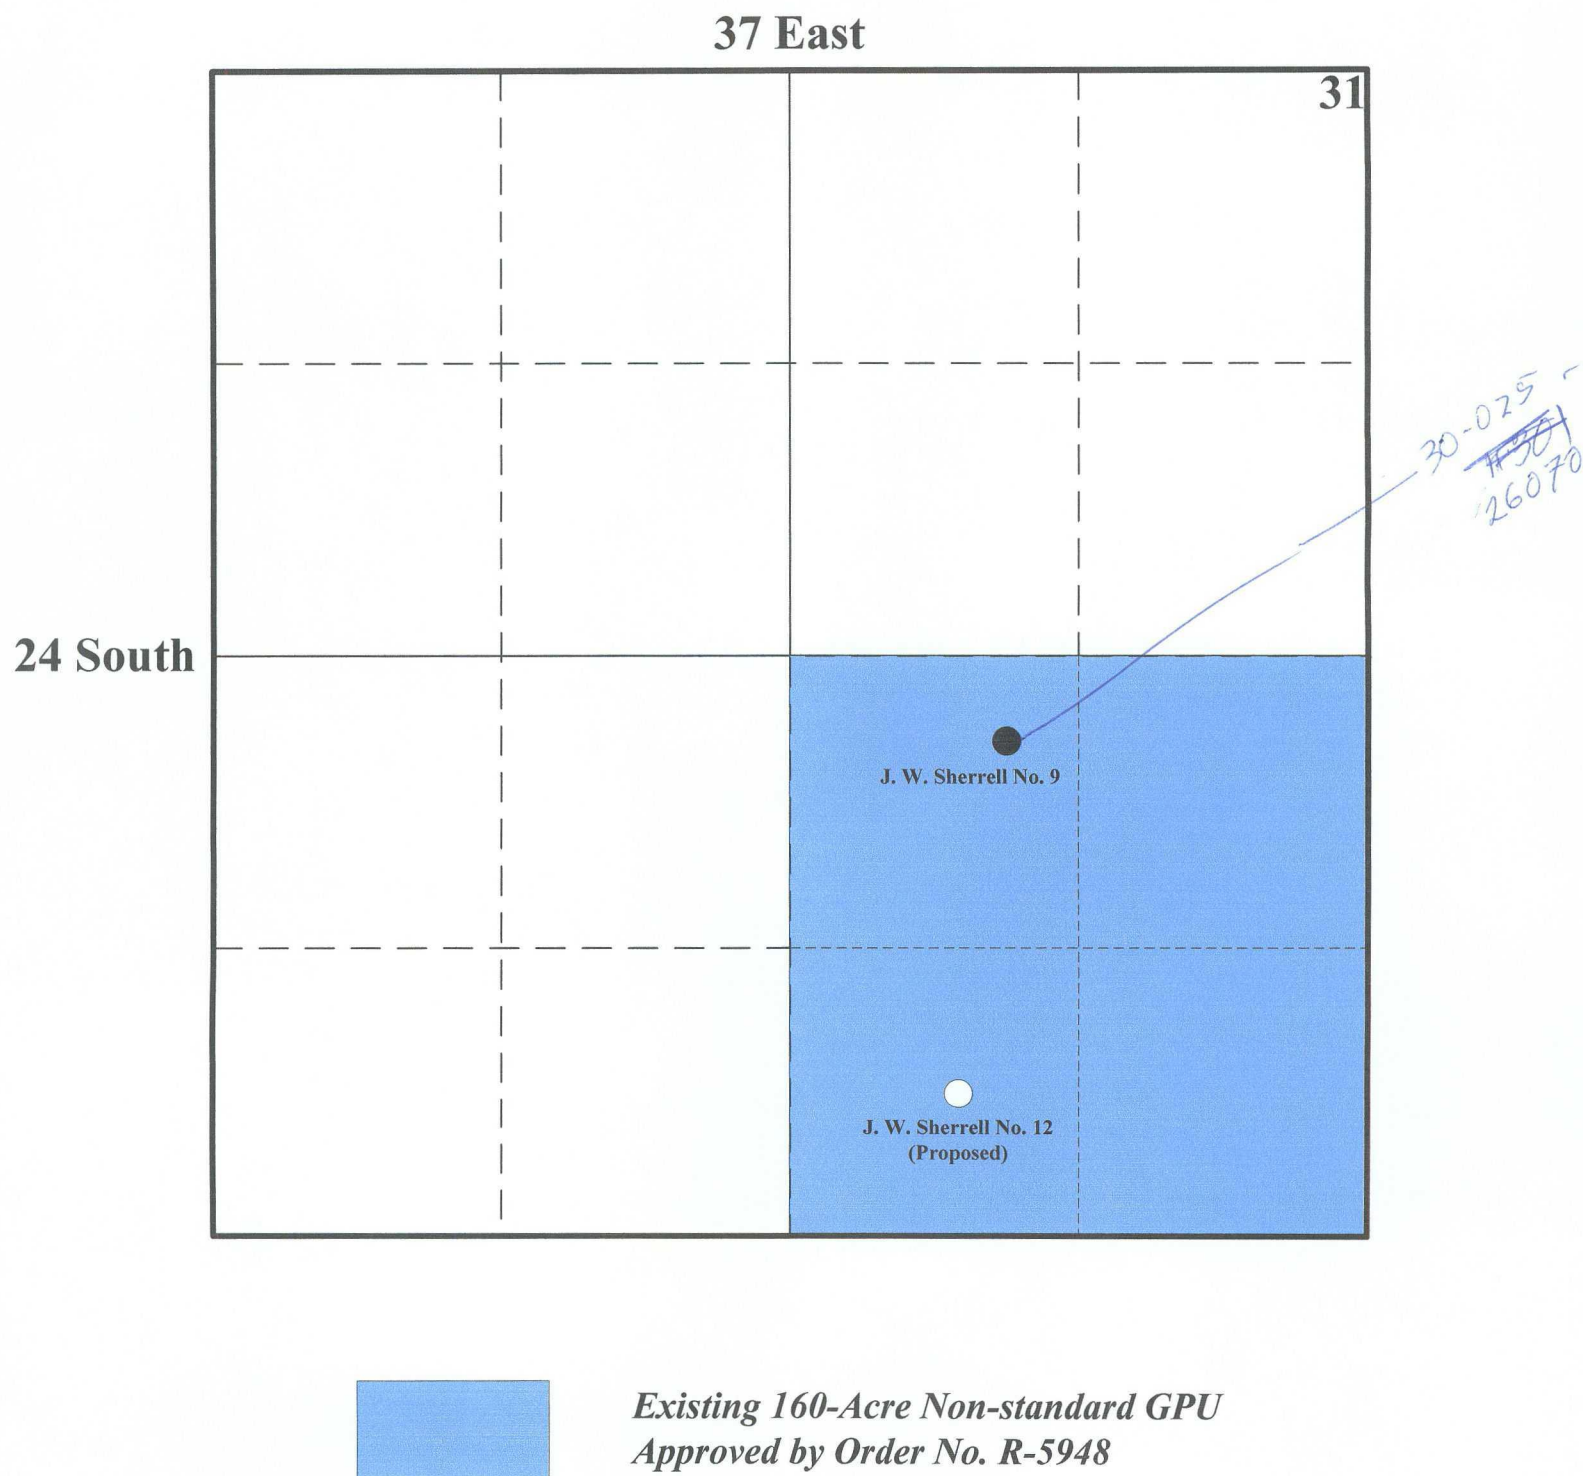 37 East
31
30-025-
26070
24 South
J. W. Sherrell No. 9
J. W. Sherrell No. 12
(Proposed)
Existing 160-Acre Non-standard GPU
Approved by Order No. R-5948